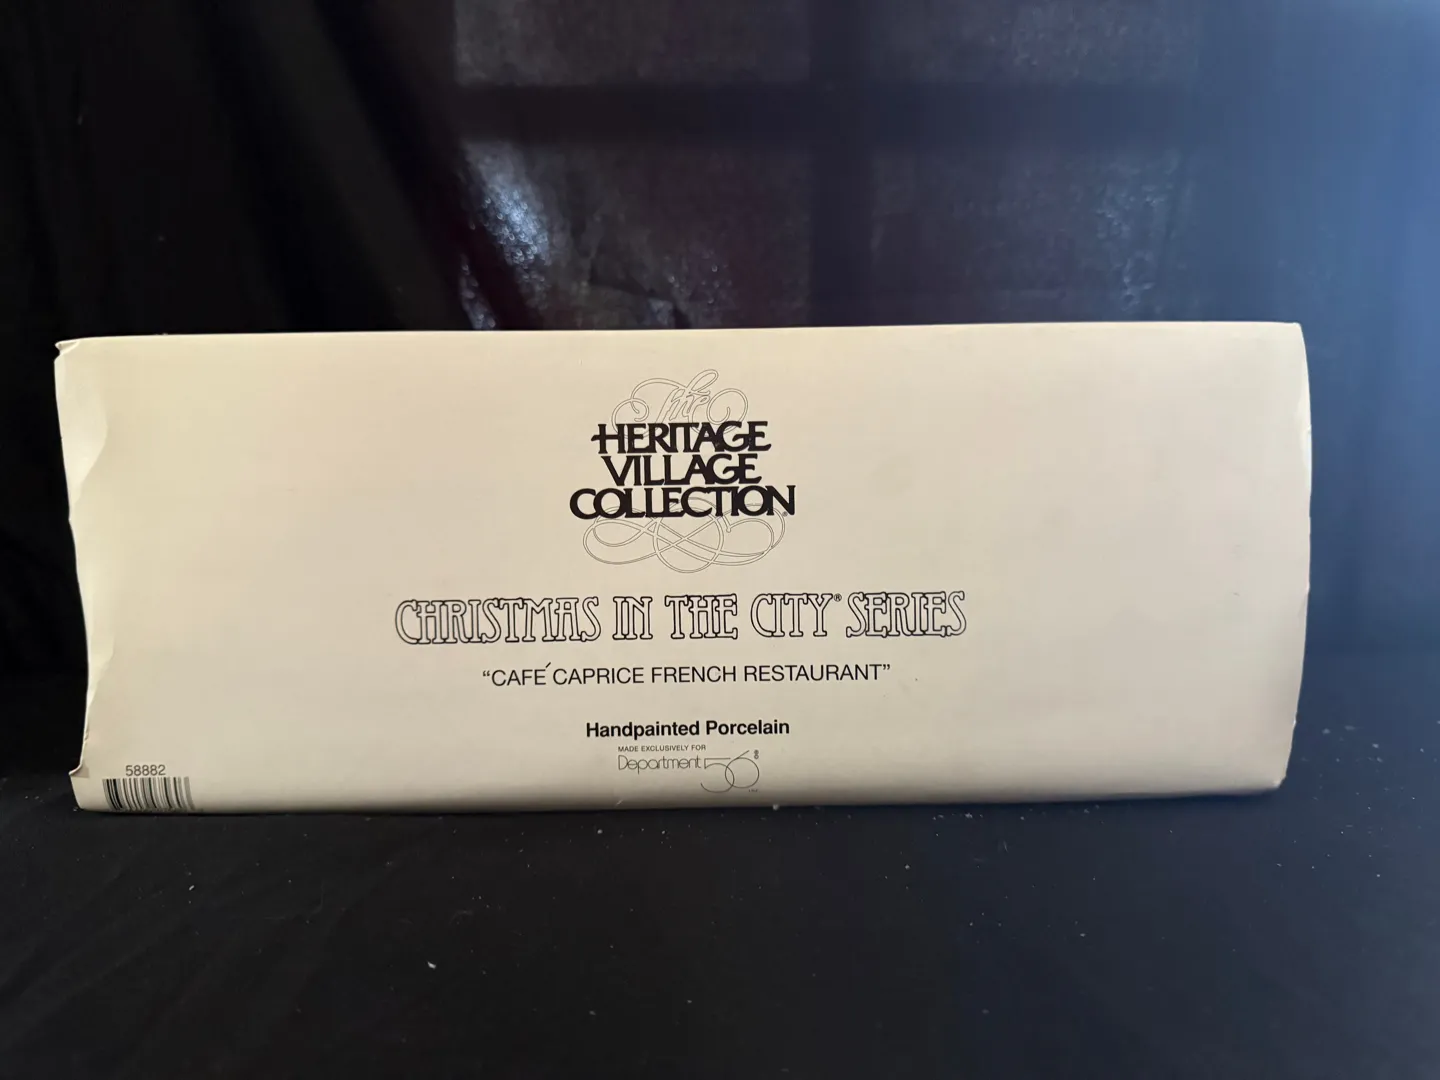 The
HERITAGE
VILLAGE
COLLECTION®
CHRISTMAS IN THE CITY® SERIES
“CAFÉ CAPRICE FRENCH RESTAURANT”
Handpainted Porcelain
MADE EXCLUSIVELY FOR
Department 56®
58882